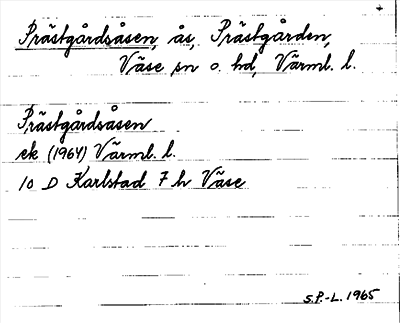 Prästgårdsåsen, ås, Prästgården,
Väse sn o. hd, Värml. l.
Prästgårdsåsen
ek (1964) Värml. l.
10 D Karlstad 7 h Väse
S.P.-L. 1965